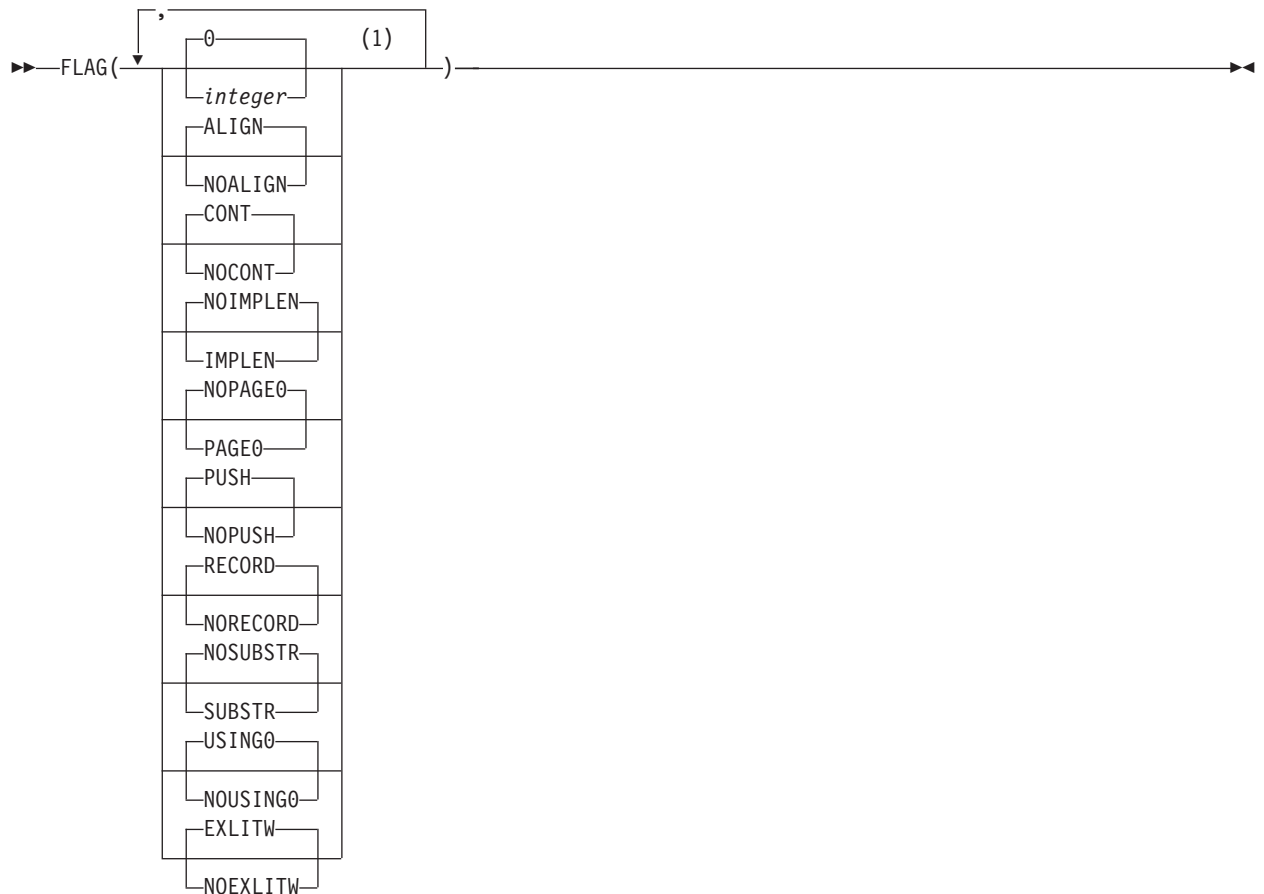 ,
0 (1)
FLAG( )
integer
ALIGN
NOALIGN
CONT
NOCONT
NOIMPLEN
IMPLEN
NOPAGE0
PAGE0
PUSH
NOPUSH
RECORD
NORECORD
NOSUBSTR
SUBSTR
USING0
NOUSING0
EXLITW
NOEXLITW